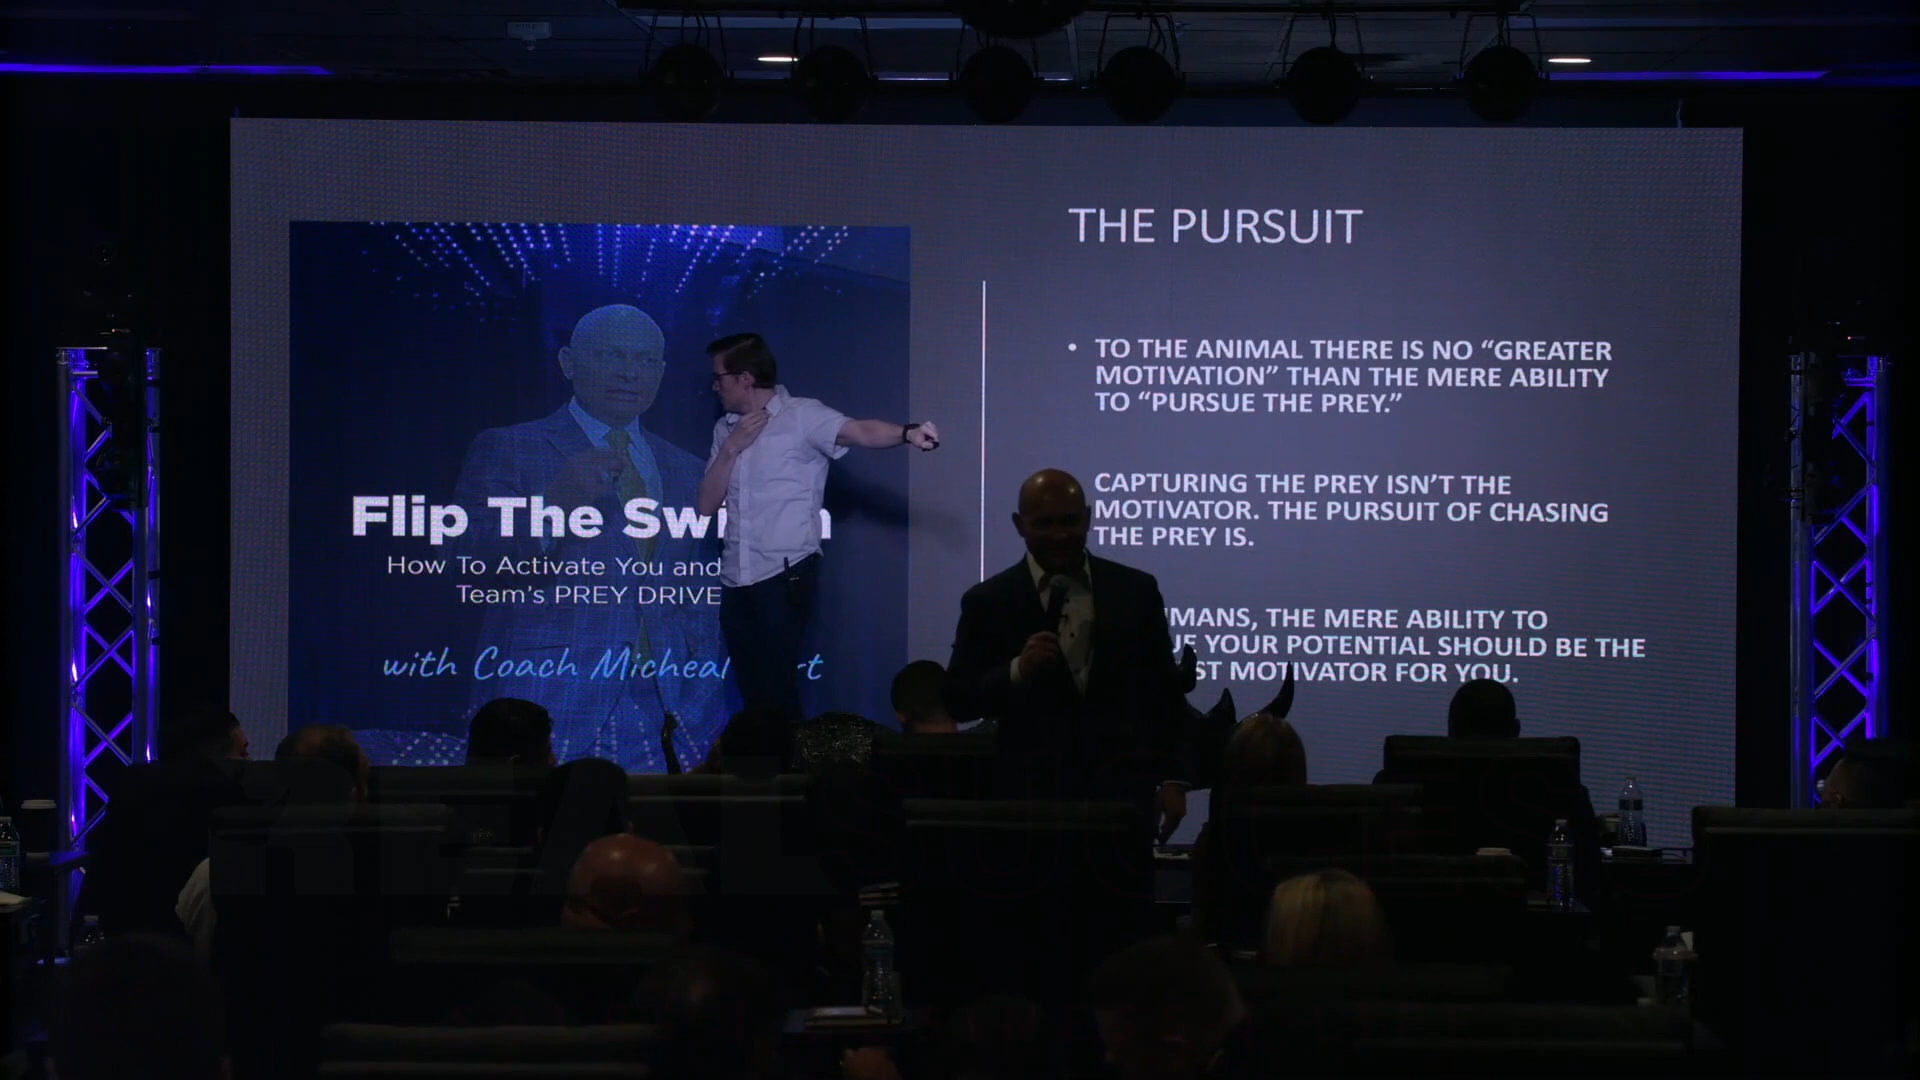 THE PURSUIT
• TO THE ANIMAL THERE IS NO “GREATER
MOTIVATION” THAN THE MERE ABILITY
TO “PURSUE THE PREY.”
CAPTURING THE PREY ISN’T THE
MOTIVATOR. THE PURSUIT OF CHASING
THE PREY IS.
THE MERE ABILITY TO
YOUR POTENTIAL SHOULD BE THE
MOTIVATOR FOR YOU.
Flip The
How To Activate You and
Team’s PREY DRIVE
with Coach Micheal